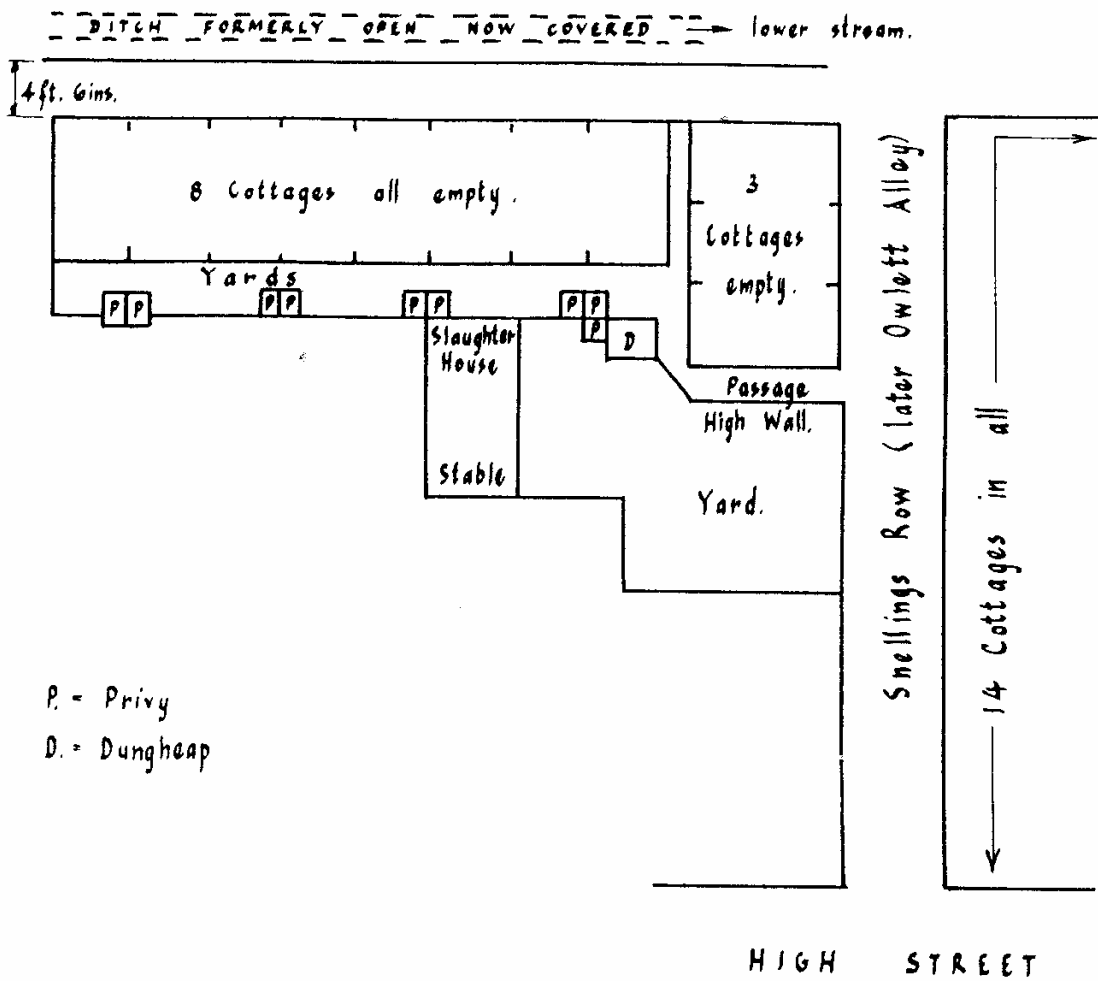 DITCH FORMERLY OPEN NOW COVERED → lower stream.
4ft. 6ins.
8 Cottages all empty.
3
Cottages
empty.
Yards
P P
P P
P P
P P
P
D
Slaughter
House
Stable
Passage
High Wall.
Yard.
Snellings Row (later Owlett Alley)
14 Cottages in all
P. = Privy
D. = Dungheap
HIGH STREET